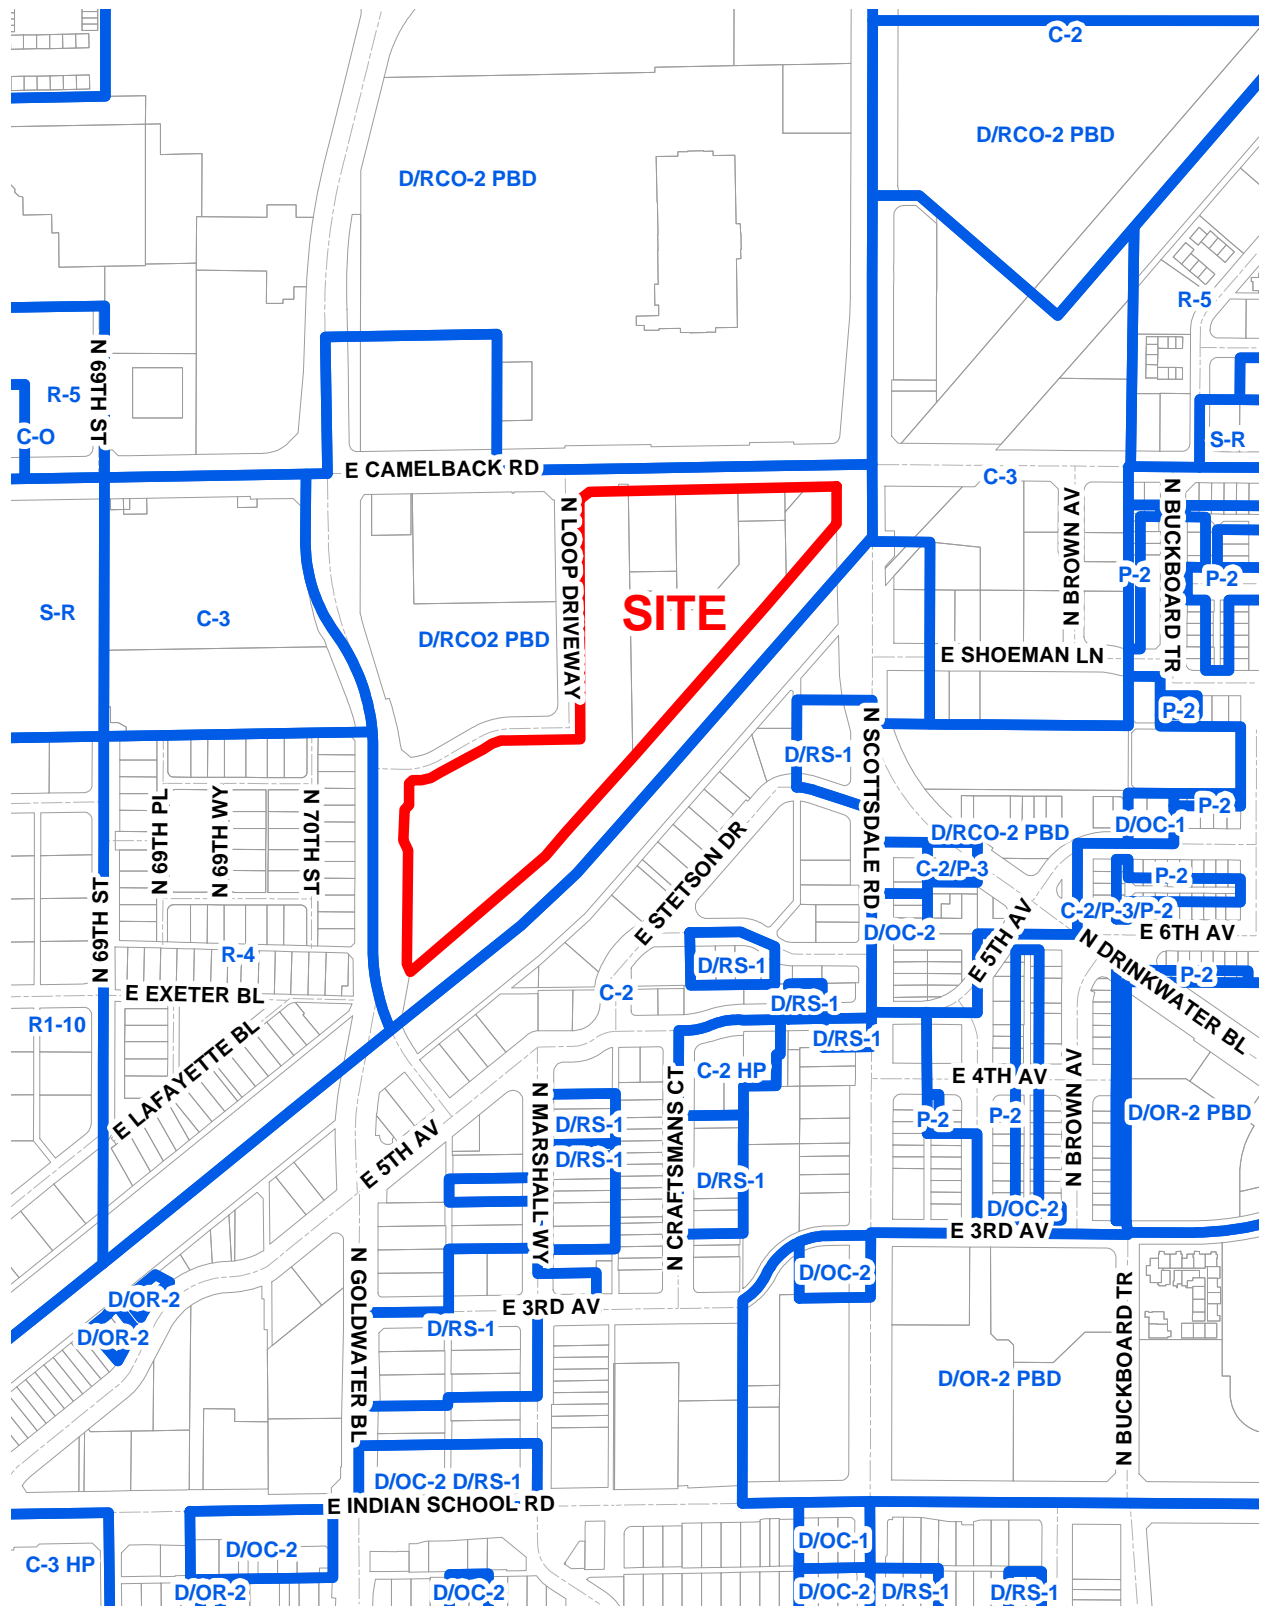 C-2
D/RCO-2 PBD
D/RCO-2 PBD
R-5
N 69TH ST
R-5
C-O
S-R
E CAMELBACK RD
C-3
N LOOP DRIVEWAY
N BROWN AV
N BUCKBOARD TR
P-2
P-2
S-R
C-3
SITE
D/RCO2 PBD
E SHOEMAN LN
P-2
N SCOTTSDALE RD
D/RS-1
N 69TH PL
N 69TH WY
N 70TH ST
P-2
D/OC-1
D/RCO-2 PBD
E STETSON DR
C-2/P-3
P-2
N 69TH ST
C-2/P-3/P-2
D/OC-2
E 6TH AV
E 5TH AV
N DRINKWATER BL
R-4
D/RS-1
P-2
E EXETER BL
C-2
D/RS-1
R1-10
E LAFAYETTE BL
D/RS-1
C-2 HP
E 4TH AV
N BROWN AV
N MARSHALL WY
N CRAFTSMANS CT
D/RS-1
P-2
P-2
D/OR-2 PBD
E 5TH AV
D/RS-1
D/RS-1
D/OC-2
E 3RD AV
N GOLDWATER BL
D/OC-2
N BUCKBOARD TR
D/OR-2
E 3RD AV
D/RS-1
D/OR-2
D/OR-2 PBD
D/OC-2
D/RS-1
E INDIAN SCHOOL RD
D/OC-1
D/OC-2
C-3 HP
D/OR-2
D/OC-2
D/OC-2
D/RS-1
D/RS-1